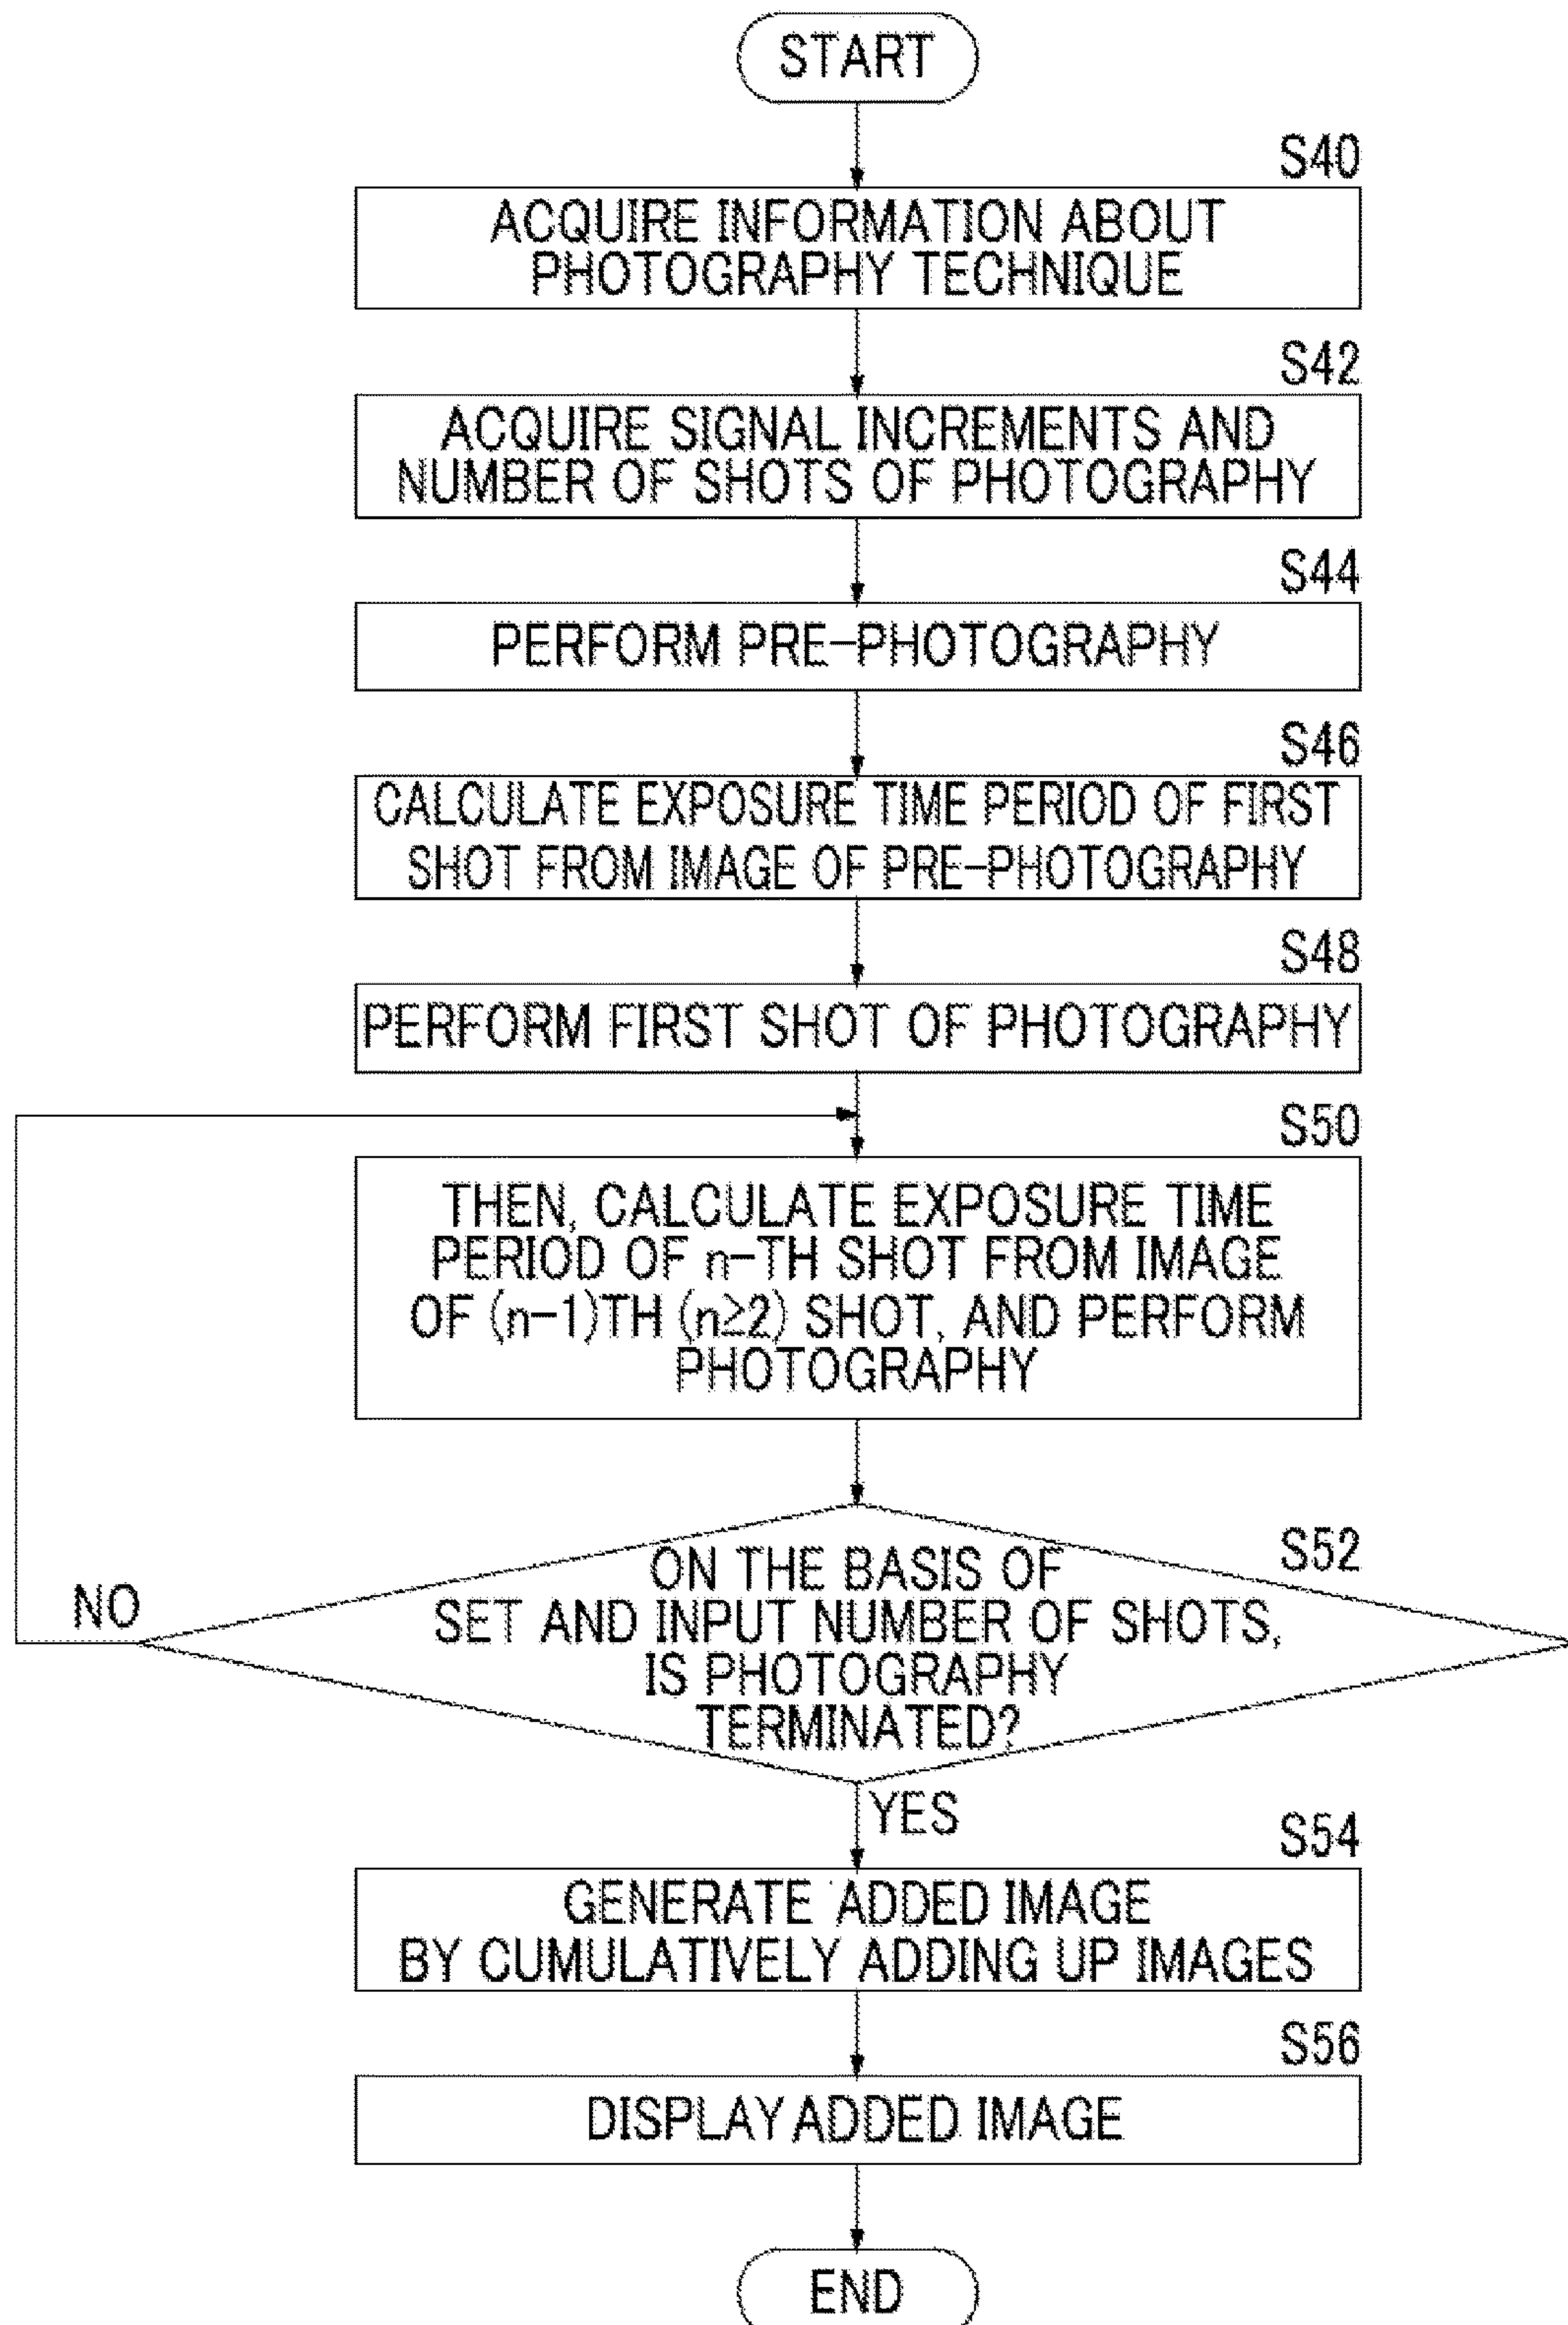 START
S40
ACQUIRE INFORMATION ABOUT
PHOTOGRAPHY TECHNIQUE
S42
ACQUIRE SIGNAL INCREMENTS AND
NUMBER OF SHOTS OF PHOTOGRAPHY
S44
PERFORM PRE-PHOTOGRAPHY
S46
CALCULATE EXPOSURE TIME PERIOD OF FIRST
SHOT FROM IMAGE OF PRE-PHOTOGRAPHY
S48
PERFORM FIRST SHOT OF PHOTOGRAPHY
S50
THEN, CALCULATE EXPOSURE TIME
PERIOD OF n-TH SHOT FROM IMAGE
OF (n-1)TH (n≥2) SHOT, AND PERFORM
PHOTOGRAPHY
S52
ON THE BASIS OF
SET AND INPUT NUMBER OF SHOTS,
IS PHOTOGRAPHY
TERMINATED?
NO
YES
S54
GENERATE ADDED IMAGE
BY CUMULATIVELY ADDING UP IMAGES
S56
DISPLAY ADDED IMAGE
END